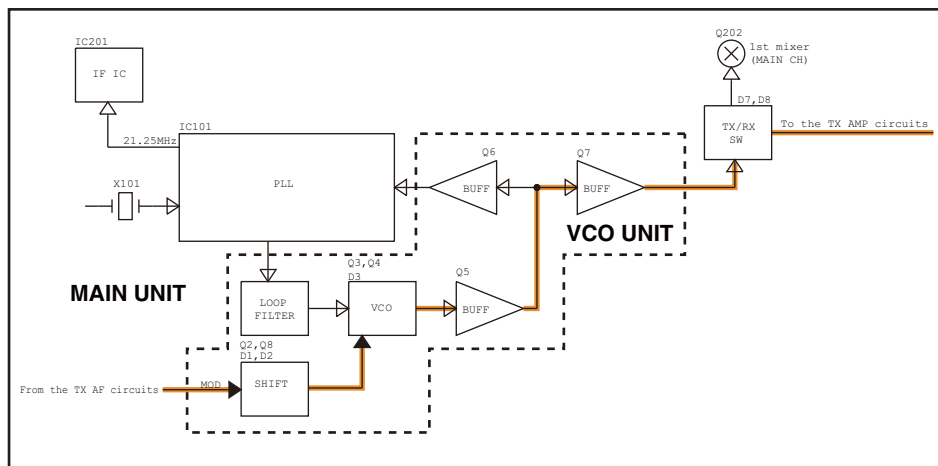 Q202
1st mixer
(MAIN CH)
IC201
IF IC
D7,D8
TX/RX
SW
To the TX AMP circuits
IC101
21.25MHz
PLL
X101
Q6
BUFF
Q7
BUFF
VCO UNIT
MAIN UNIT
LOOP
FILTER
Q3,Q4
D3
VCO
Q5
BUFF
Q2,Q8
D1,D2
SHIFT
From the TX AF circuits
MOD